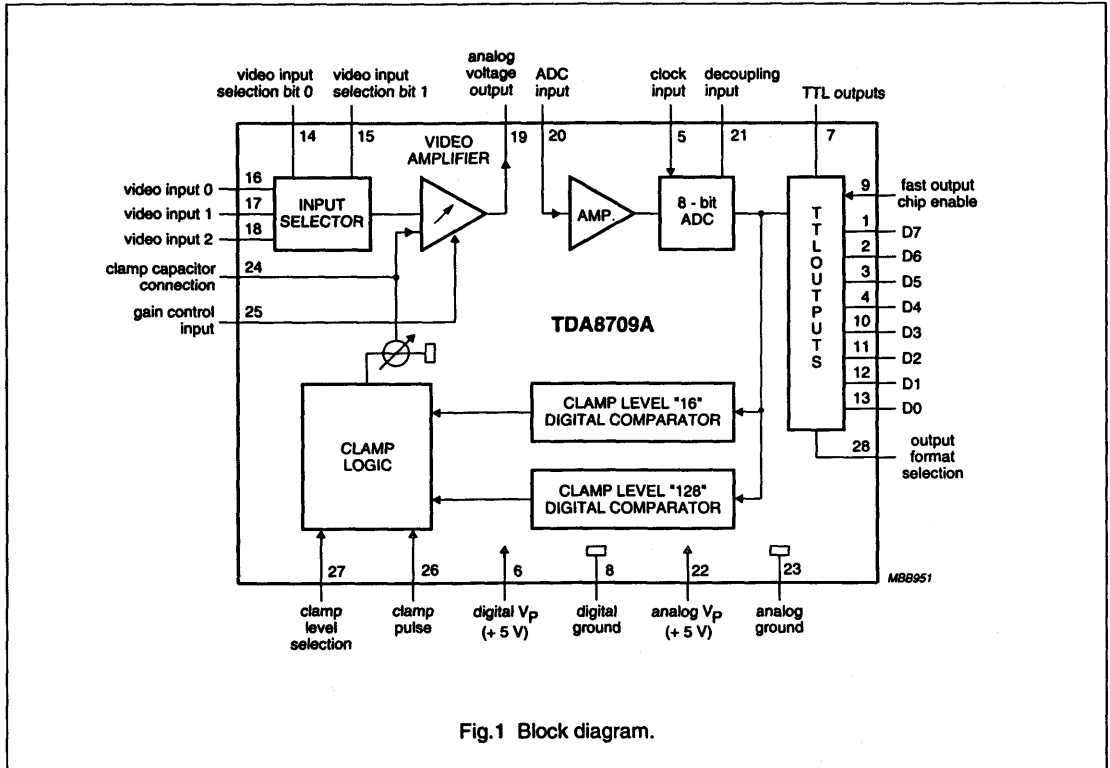 video input
selection bit 0
video input
selection bit 1
analog
voltage
output
ADC
input
clock
input
decoupling
input
TTL outputs
14
15
VIDEO
AMPLIFIER
19
20
5
21
7
16
video input 0
17
video input 1
18
video input 2
INPUT
SELECTOR
AMP.
8 - bit
ADC
TTL OUTPUTS
9
fast output
chip enable
1
D7
2
D6
3
D5
4
D4
10
D3
11
D2
12
D1
13
D0
28
output
format
selection
24
clamp capacitor
connection
25
gain control
input
TDA8709A
CLAMP
LOGIC
CLAMP LEVEL "16"
DIGITAL COMPARATOR
CLAMP LEVEL "128"
DIGITAL COMPARATOR
27
26
6
8
22
23
MBB951
clamp
level
selection
clamp
pulse
digital VP
(+ 5 V)
digital
ground
analog VP
(+ 5 V)
analog
ground
Fig.1 Block diagram.